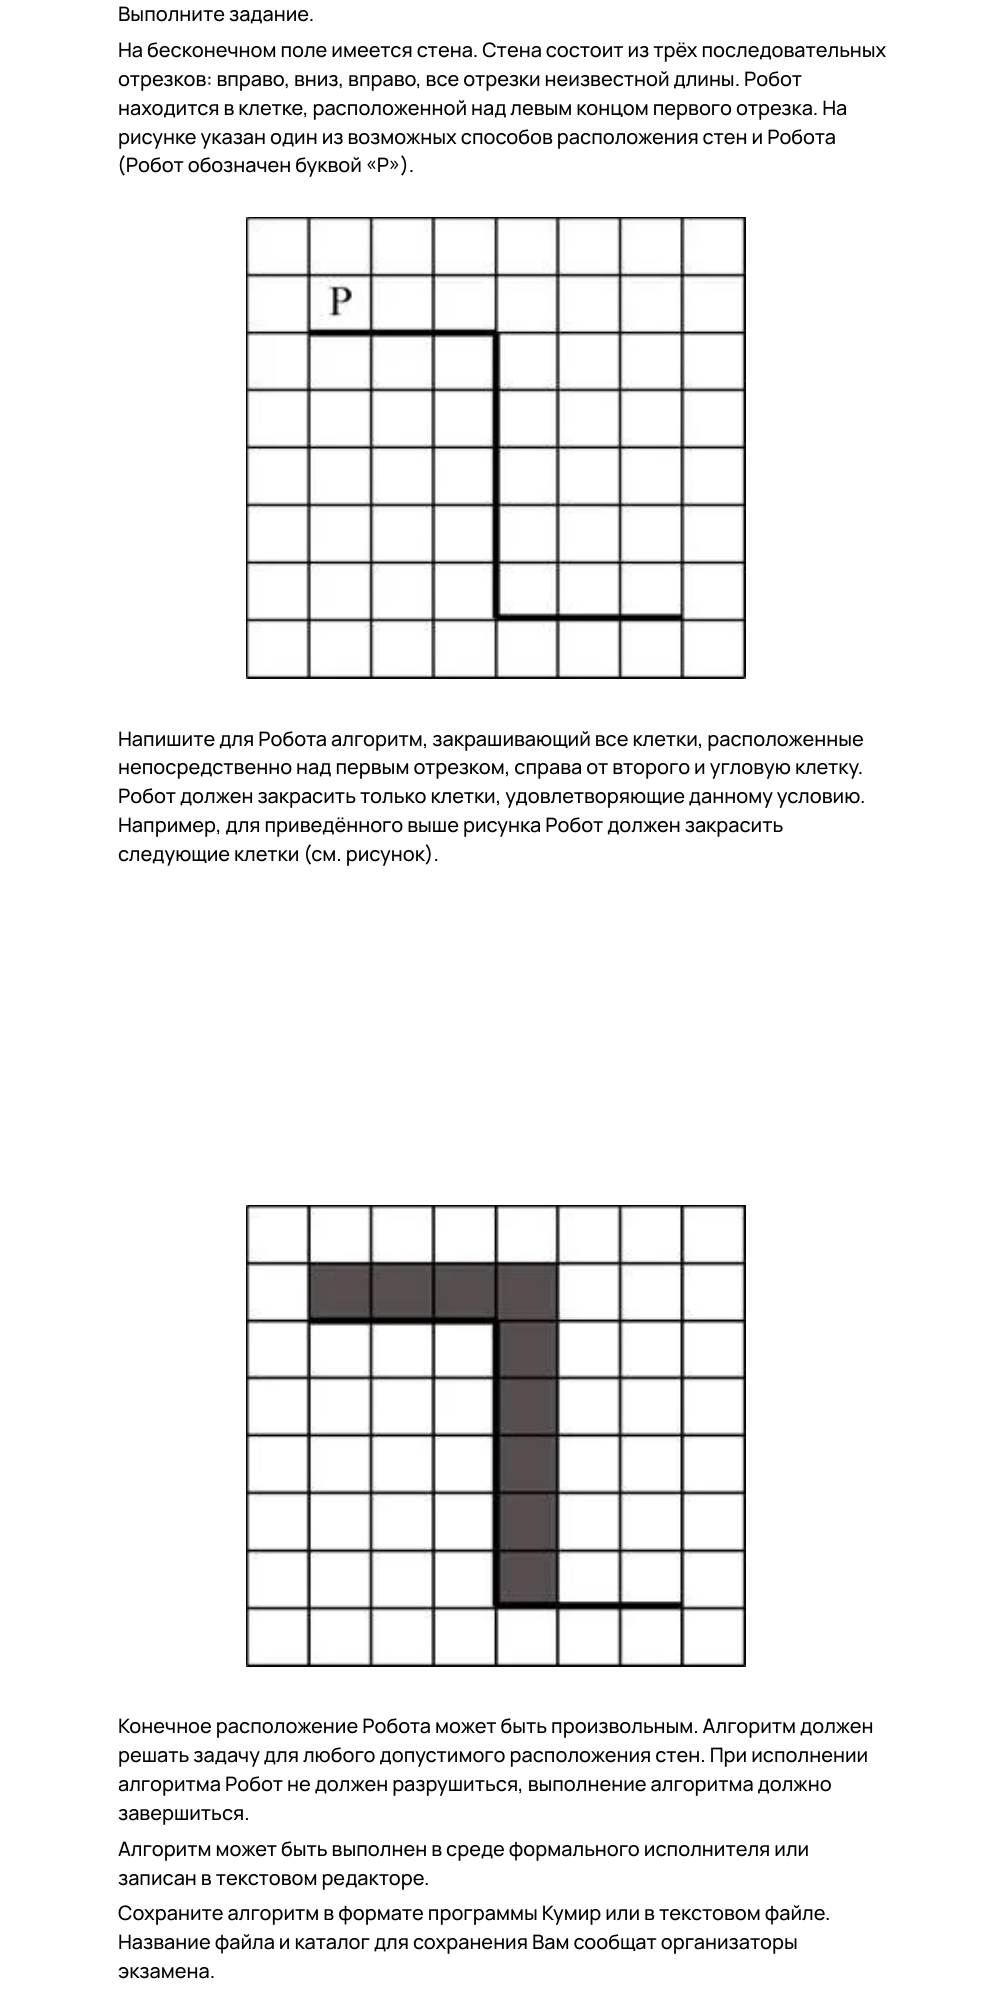 Выполните задание.
На бесконечном поле имеется стена. Стена состоит из трёх последовательных
отрезков: вправо, вниз, вправо, все отрезки неизвестной длины. Робот
находится в клетке, расположенной над левым концом первого отрезка. На
рисунке указан один из возможных способов расположения стен и Робота
(Робот обозначен буквой «Р»).
Р
Напишите для Робота алгоритм, закрашивающий все клетки, расположенные
непосредственно над первым отрезком, справа от второго и угловую клетку.
Робот должен закрасить только клетки, удовлетворяющие данному условию.
Например, для приведённого выше рисунка Робот должен закрасить
следующие клетки (см. рисунок).
Конечное расположение Робота может быть произвольным. Алгоритм должен
решать задачу для любого допустимого расположения стен. При исполнении
алгоритма Робот не должен разрушиться, выполнение алгоритма должно
завершиться.
Алгоритм может быть выполнен в среде формального исполнителя или
записан в текстовом редакторе.
Сохраните алгоритм в формате программы Кумир или в текстовом файле.
Название файла и каталог для сохранения Вам сообщат организаторы
экзамена.